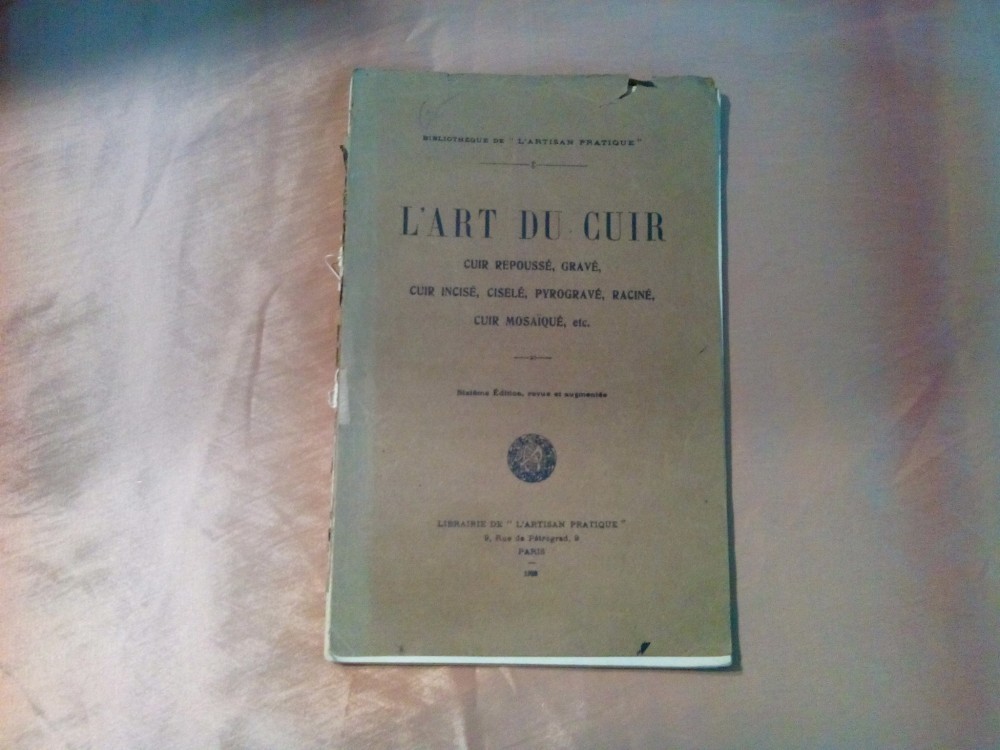 BIBLIOTHÈQUE DE " L'ARTISAN PRATIQUE "
L'ART DU CUIR
CUIR REPOUSSÉ, GRAVÉ,
CUIR INCISÉ, CISELÉ, PYROGRAVÉ, RACINÉ,
CUIR MOSAÏQUÉ, etc.
Édition, revue et augmentée
LIBRAIRIE DE " L'ARTISAN PRATIQUE "
9, Rue de Pétrograd, 9
PARIS